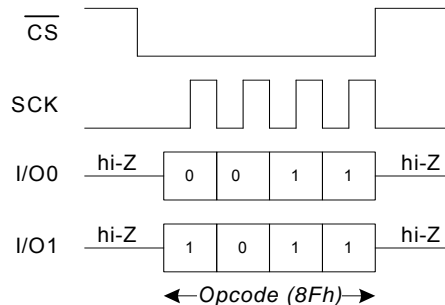 CS
SCK
I/O0 hi-Z 0 0 1 1 hi-Z
I/O1 hi-Z 1 0 1 1 hi-Z
Opcode (8Fh)